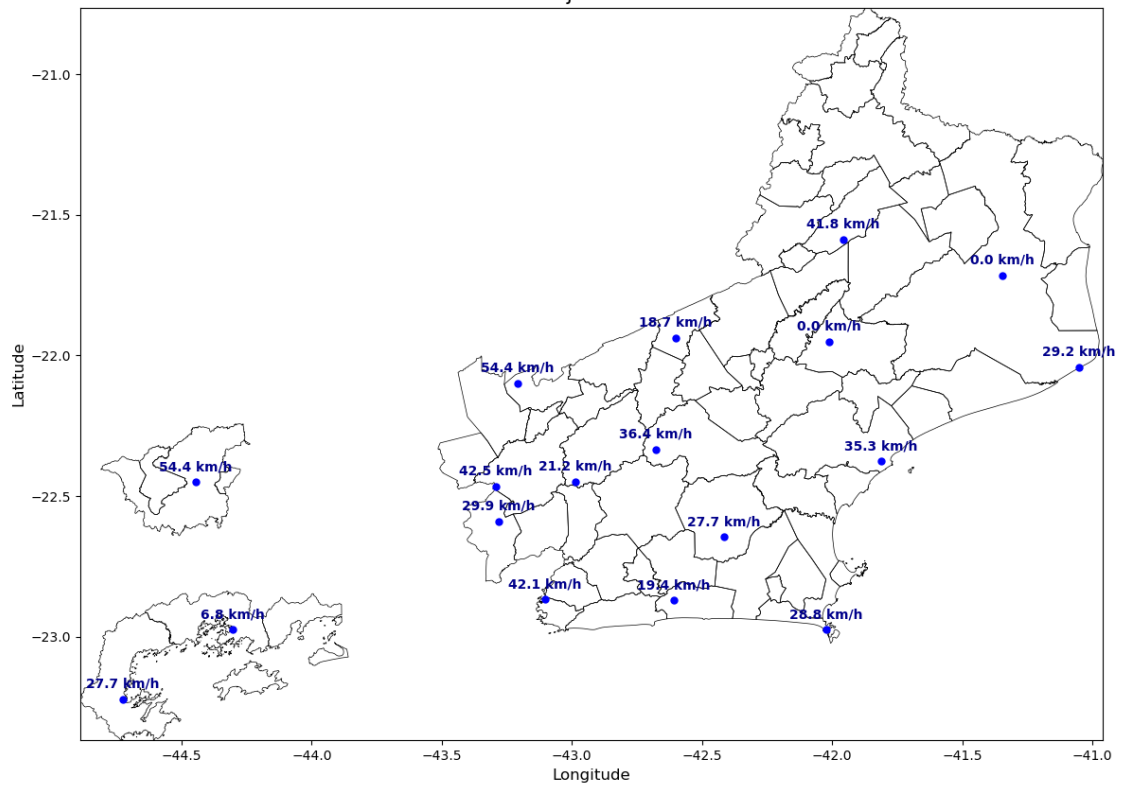 −21.0
−21.5
−22.0
−22.5
−23.0
Latitude
41.8 km/h
0.0 km/h
18.7 km/h
0.0 km/h
29.2 km/h
54.4 km/h
36.4 km/h
35.3 km/h
54.4 km/h
42.5 km/h
21.2 km/h
29.9 km/h
27.7 km/h
42.1 km/h
19.4 km/h
28.8 km/h
6.8 km/h
27.7 km/h
−44.5
−44.0
−43.5
−43.0
−42.5
−42.0
−41.5
−41.0
Longitude